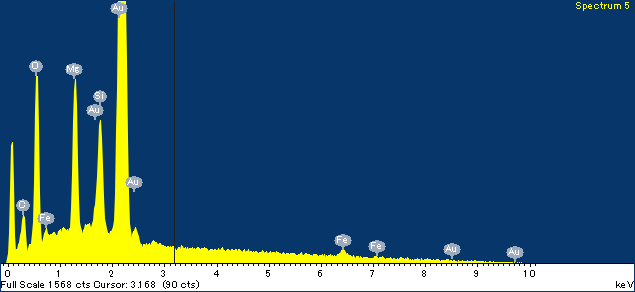 Spectrum 5
Au
O
Mg
Si
Au
Au
C
Fe
Fe
Fe
Au
Au
0 1 2 3 4 5 6 7 8 9 10
Full Scale 1568 cts Cursor: 3.168 (90 cts) keV